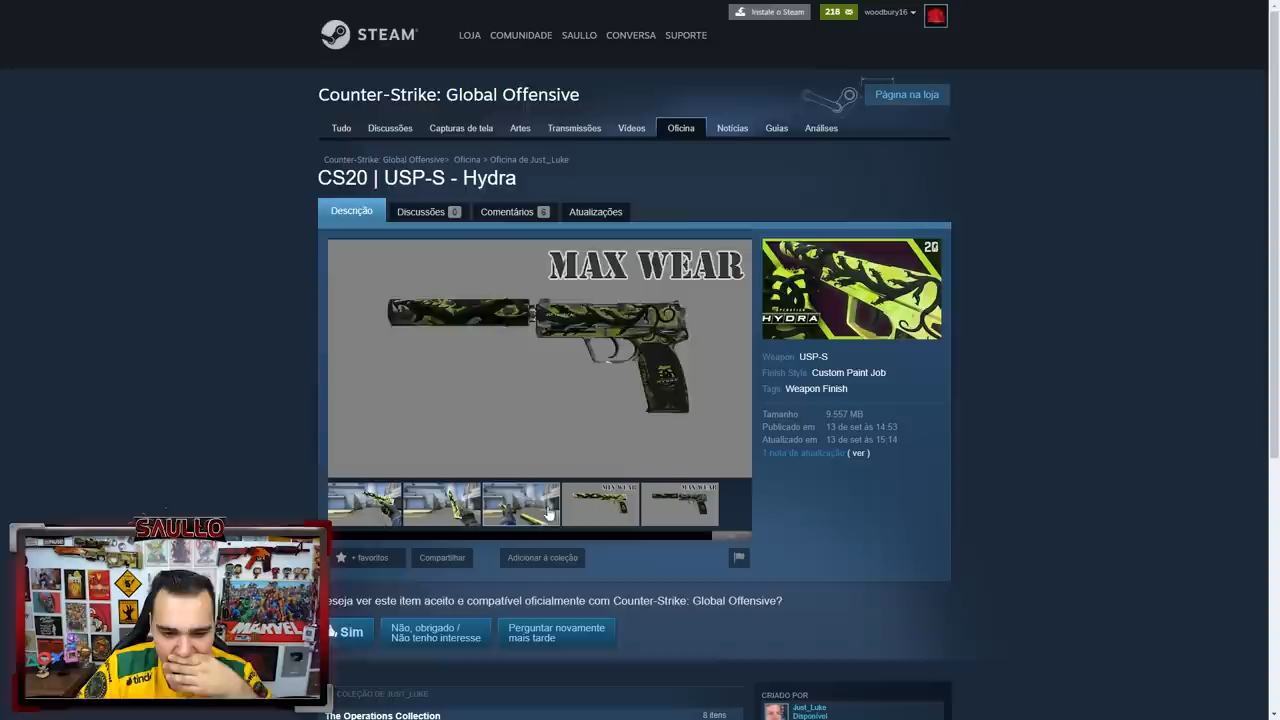 Instale o Steam
218
woodbury16
STEAM
LOJA COMUNIDADE SAULLO CONVERSA SUPORTE
Counter-Strike: Global Offensive
Página na loja
Tudo Discussões Capturas de tela Artes Transmissões Vídeos Oficina Notícias Guias Análises
Counter-Strike: Global Offensive > Oficina > Oficina de Just_Luke
CS20 | USP-S - Hydra
Descrição Discussões 0 Comentários 6 Atualizações
MAX WEAR
20
HYDRA
Weapon USP-S
Finish Style Custom Paint Job
Tags Weapon Finish
Tamanho 9.557 MB
Publicado em 13 de set às 14:53
Atualizado em 13 de set às 15:14
1 nota de atualização ( ver )
MAX WEAR
MAX WEAR
+ favoritos Compartilhar Adicionar à coleção
eseja ver este item aceito e compatível oficialmente com Counter-Strike: Global Offensive?
Sim
Não, obrigado /
Não tenho interesse
Perguntar novamente
mais tarde
COLEÇÃO DE JUST_LUKE
The Operations Collection 8 itens
CRIADO POR
Just_Luke
Disponível
SAULLO
MARVEL